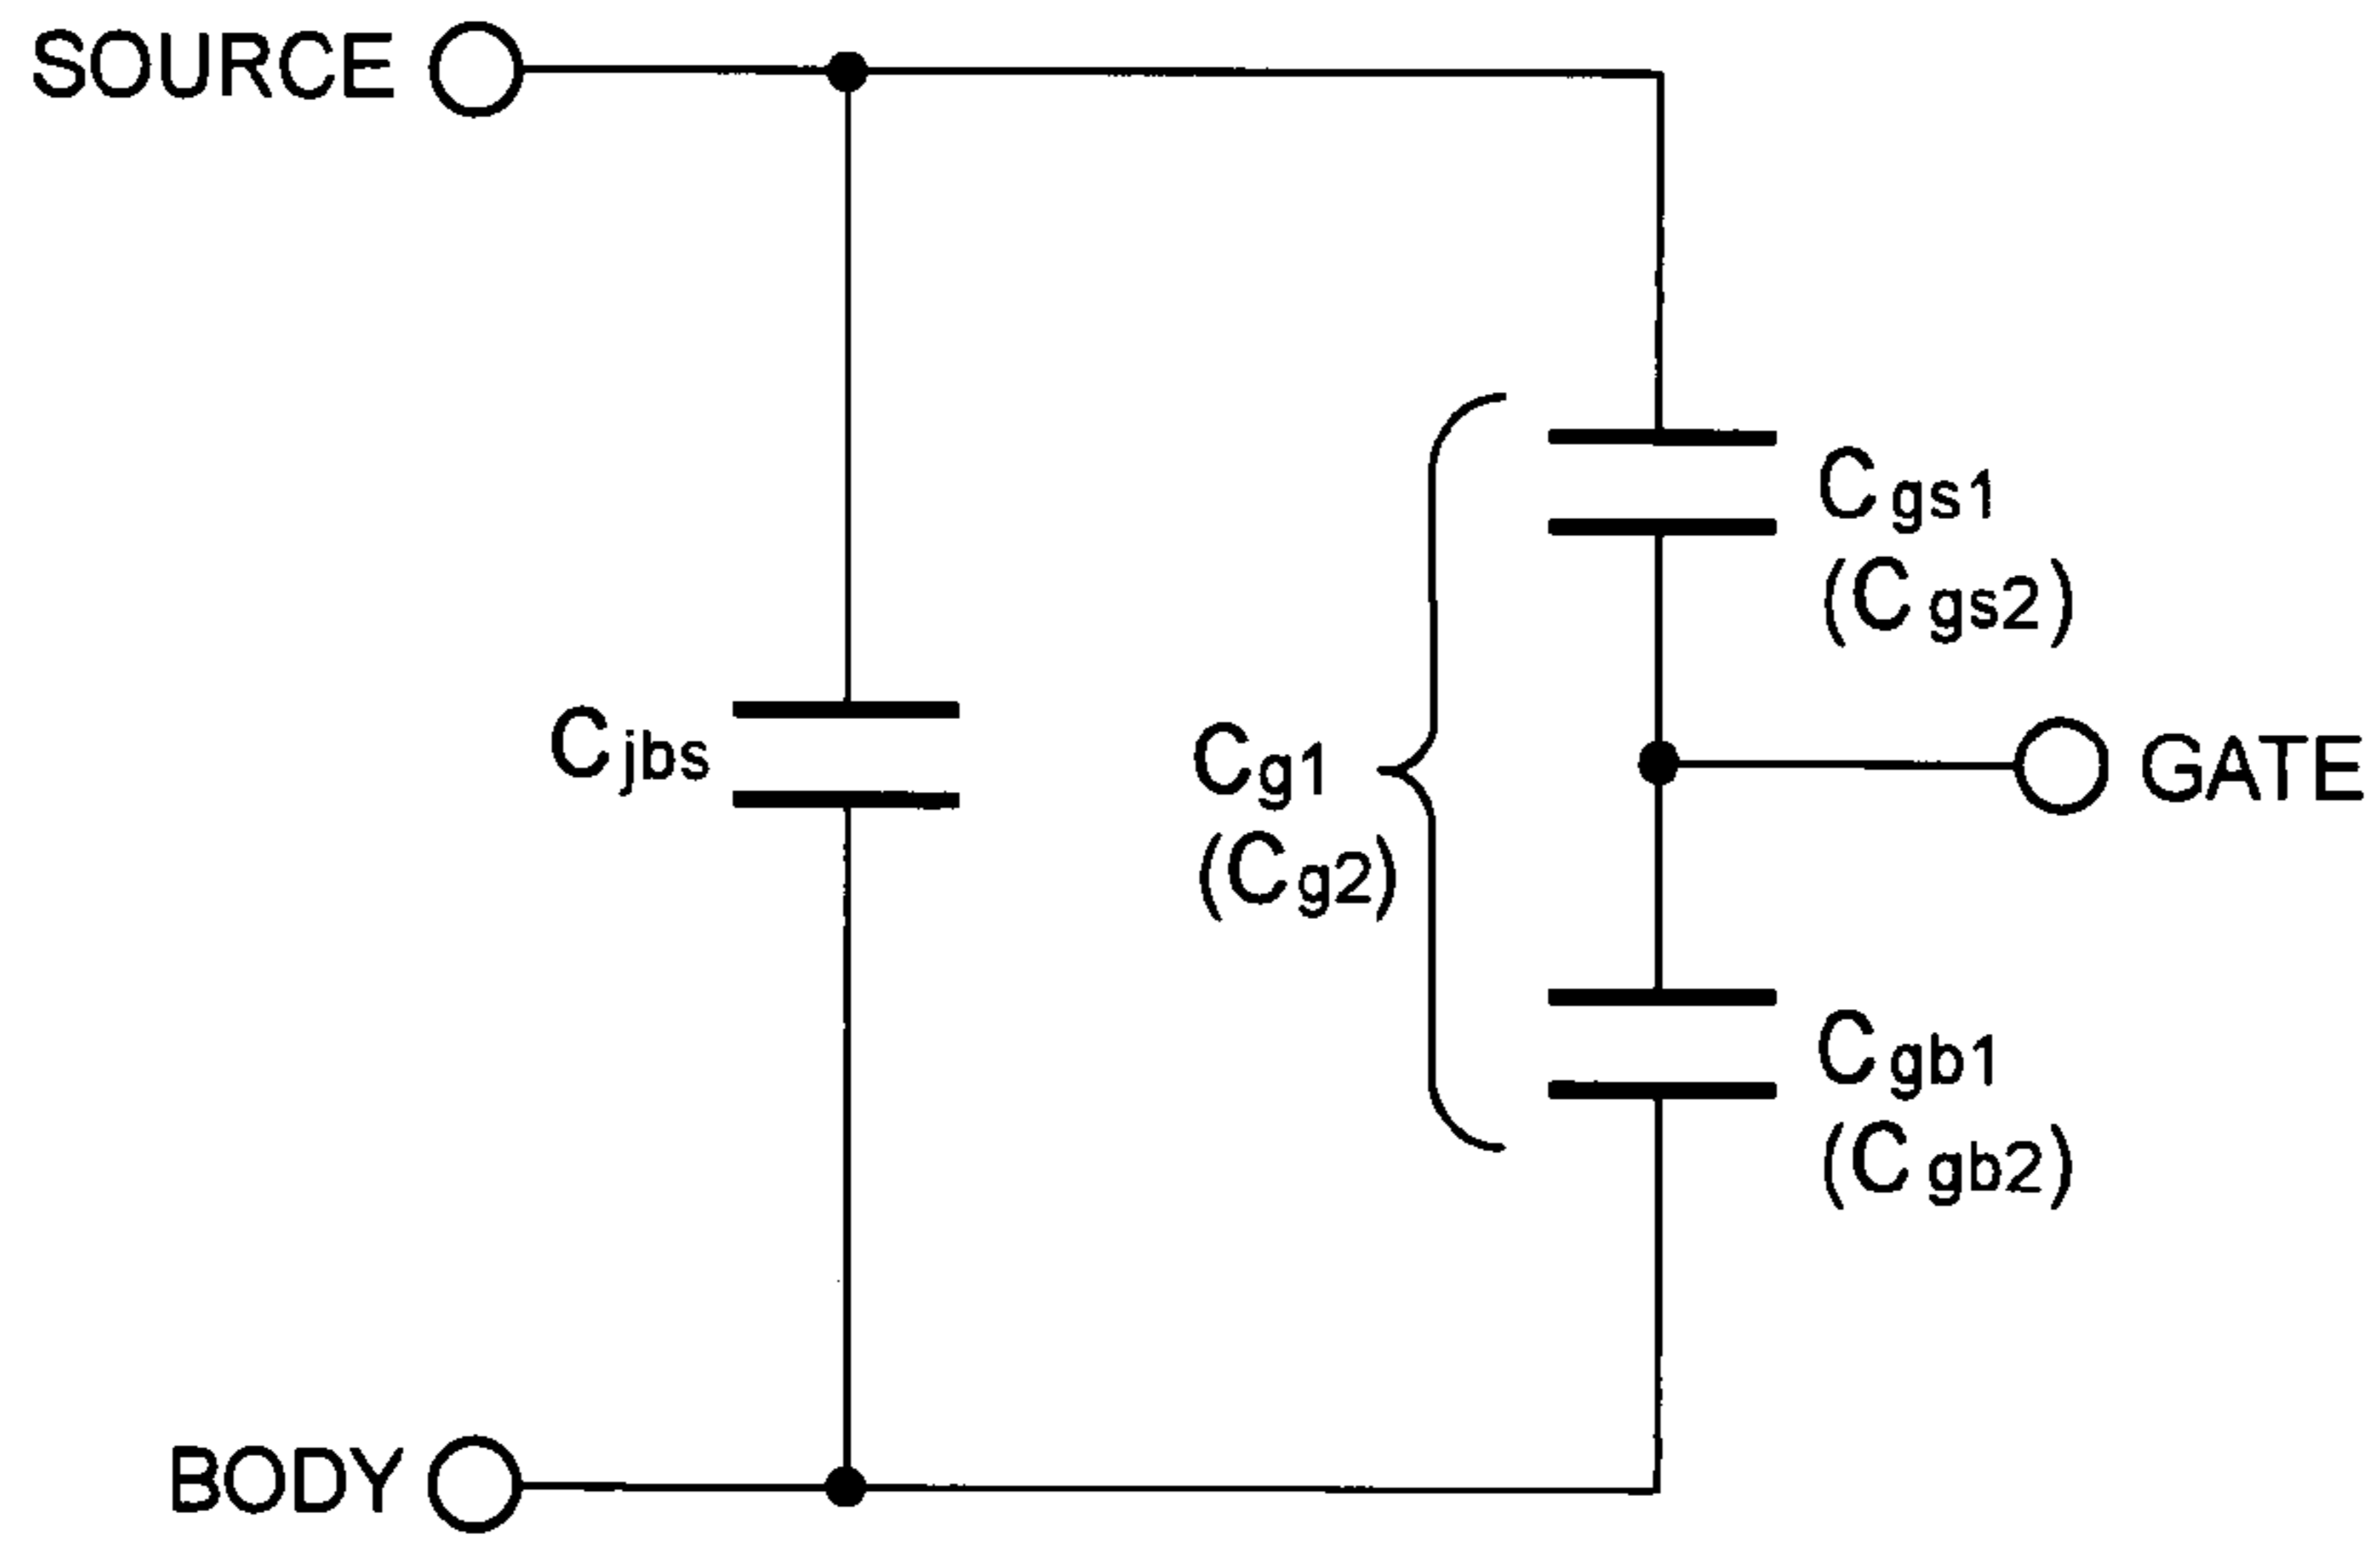 SOURCE
Cgs1
(Cgs2)
Cjbs
Cg1
(Cg2)
GATE
Cgb1
(Cgb2)
BODY